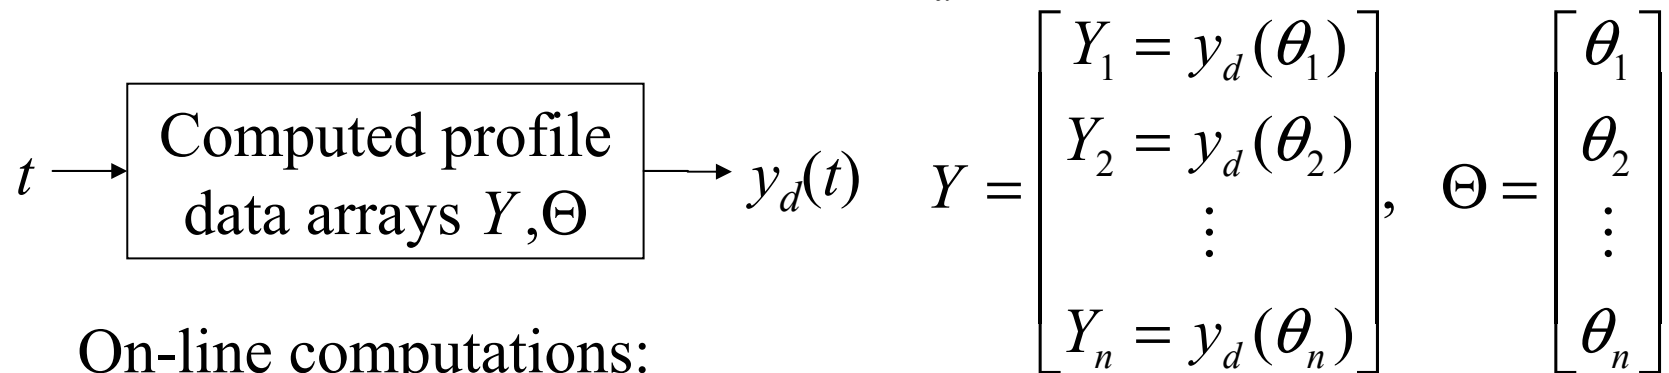 t
Computed profile
data arrays Y ,Θ
y_d(t)
Y = [ Y_1 = y_d(θ_1)
Y_2 = y_d(θ_2)
⋮
Y_n = y_d(θ_n) ],
Θ = [ θ_1
θ_2
⋮
θ_n ]
On-line computations: